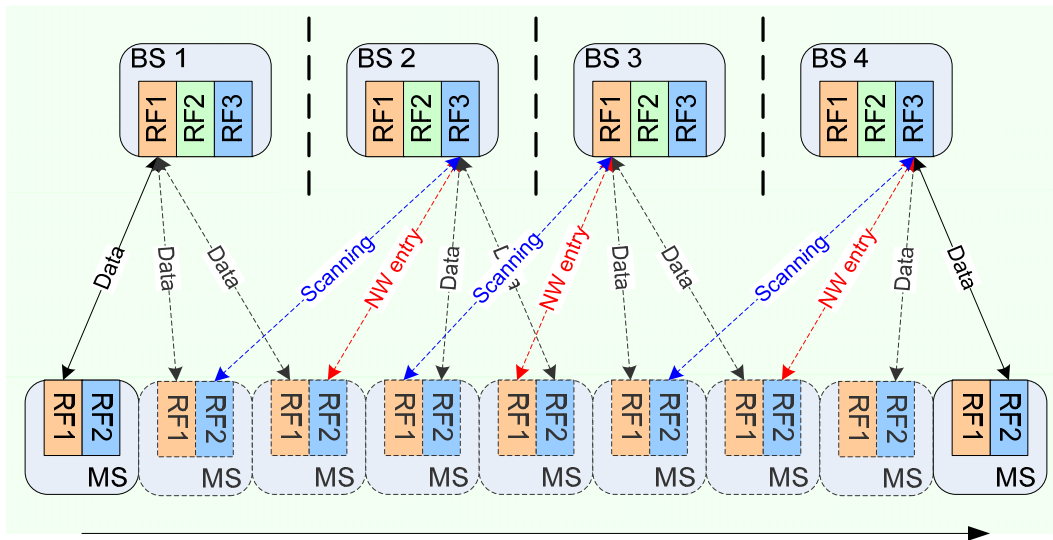 BS 1
BS 2
BS 3
BS 4
RF1 RF2 RF3
RF1 RF2 RF3
RF1 RF2 RF3
RF1 RF2 RF3
Data
Data
Data
Scanning
NW entry
Data
Scanning
NW entry
Data
Data
Scanning
NW entry
Data
Data
RF1 RF2
RF1 RF2
RF1 RF2
RF1 RF2
RF1 RF2
RF1 RF2
RF1 RF2
RF1 RF2
RF1 RF2
MS
MS
MS
MS
MS
MS
MS
MS
MS